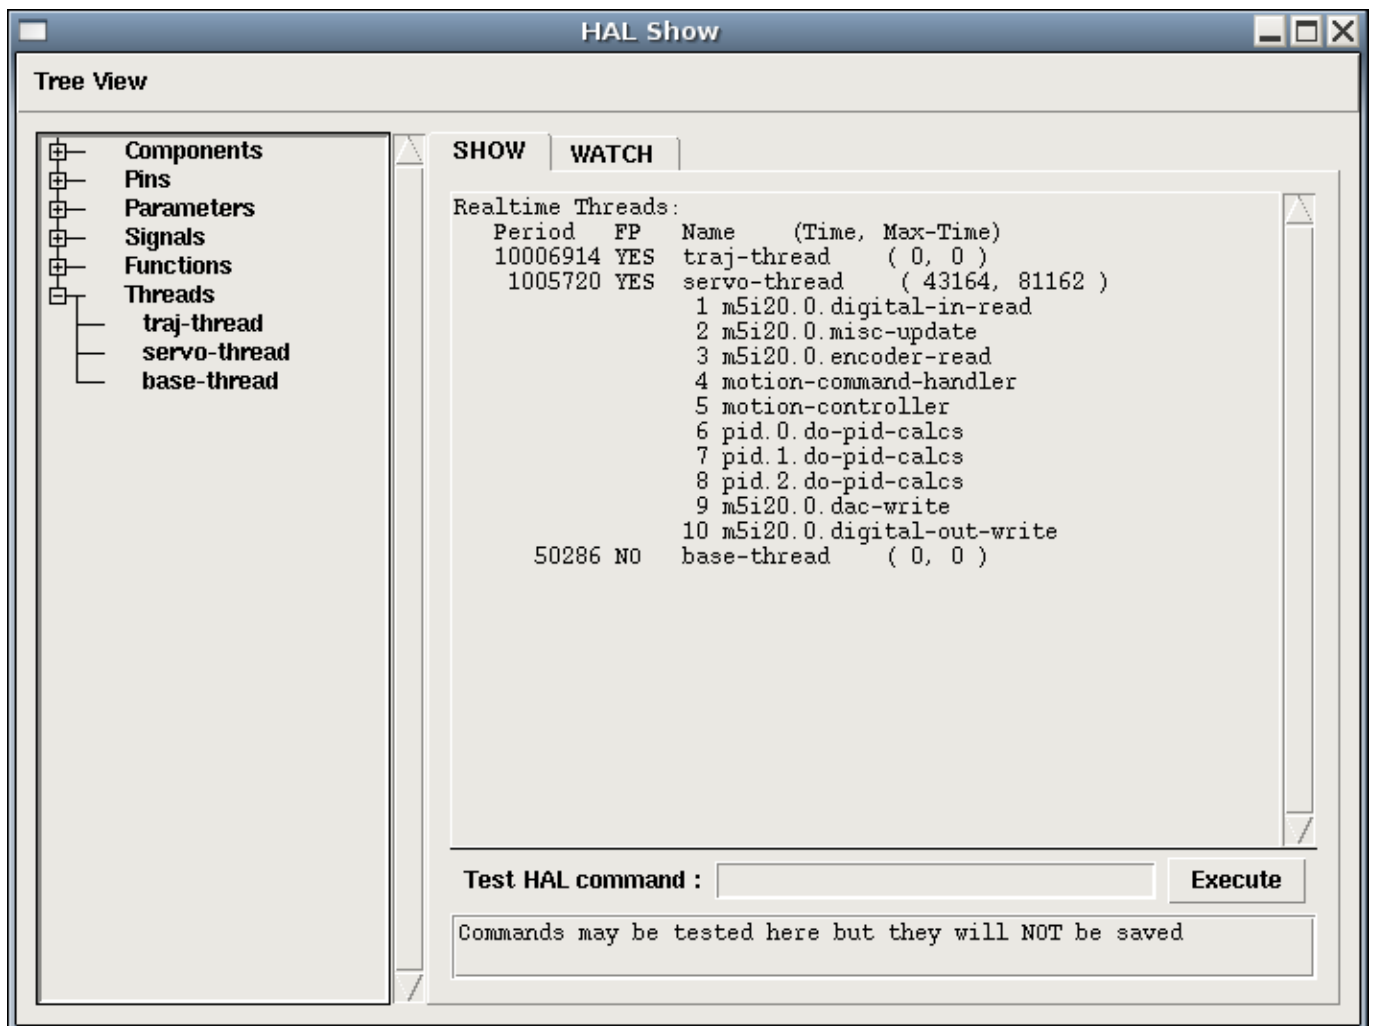 HAL Show
Tree View
Components
Pins
Parameters
Signals
Functions
Threads
traj-thread
servo-thread
base-thread
SHOW WATCH
Realtime Threads:
Period FP Name (Time, Max-Time)
10006914 YES traj-thread ( 0, 0 )
1005720 YES servo-thread ( 43164, 81162 )
1 m5i20.0.digital-in-read
2 m5i20.0.misc-update
3 m5i20.0.encoder-read
4 motion-command-handler
5 motion-controller
6 pid.0.do-pid-calcs
7 pid.1.do-pid-calcs
8 pid.2.do-pid-calcs
9 m5i20.0.dac-write
10 m5i20.0.digital-out-write
50286 NO base-thread ( 0, 0 )
Test HAL command : Execute
Commands may be tested here but they will NOT be saved